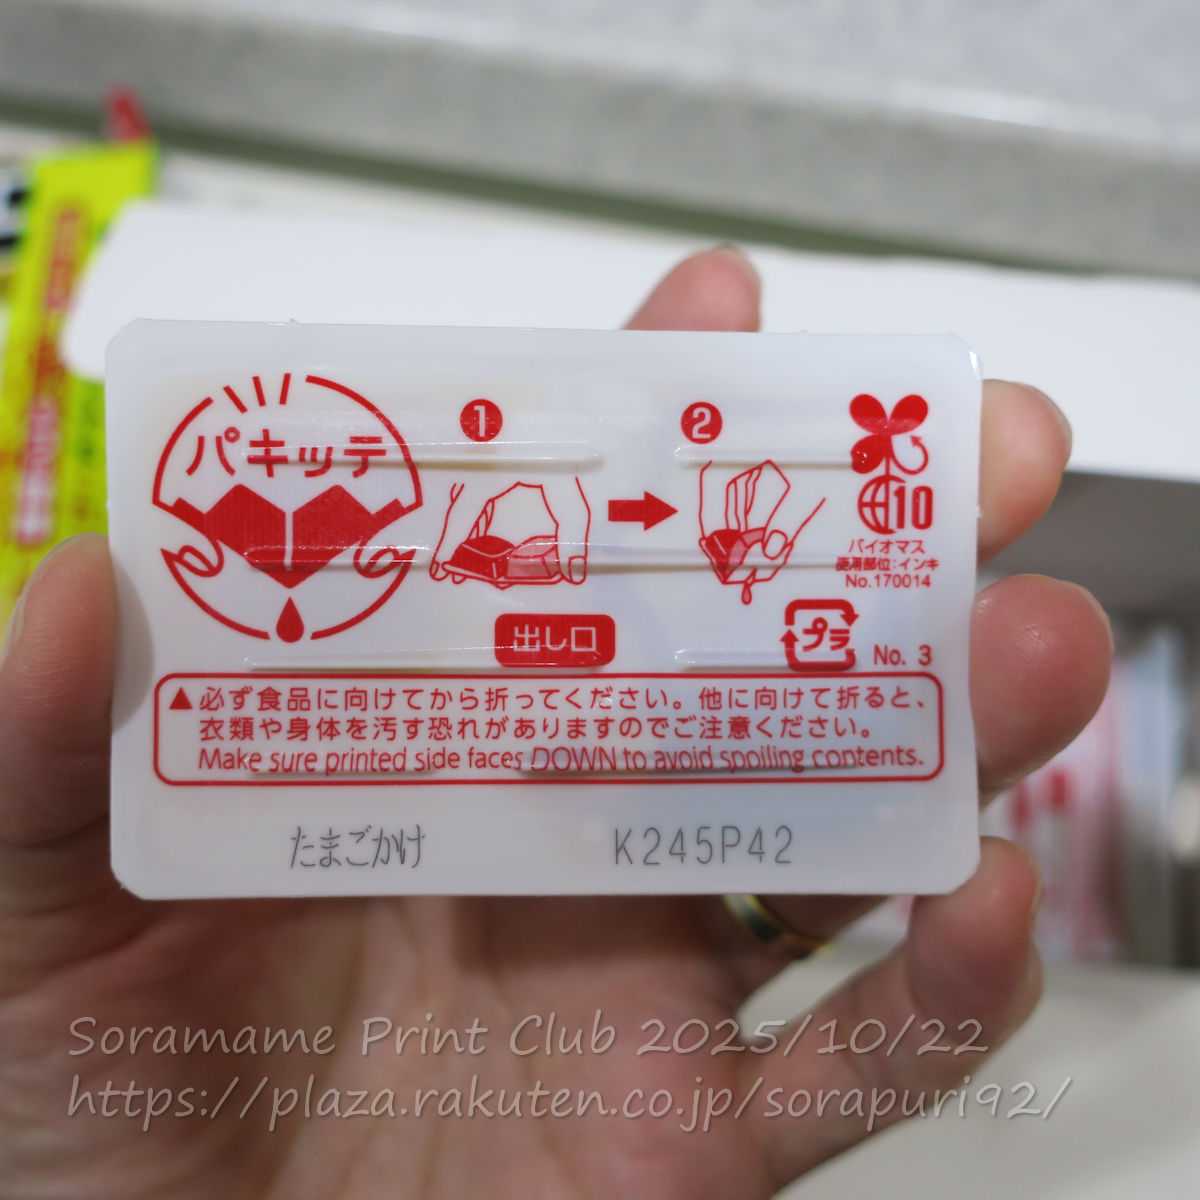 パキッテ
1
2
10
バイオマス
使用部位:インキ
No.170014
出し口
プラ
No. 3
▲必ず食品に向けてから折ってください。他に向けて折ると、
衣類や身体を汚す恐れがありますのでご注意ください。
Make sure printed side faces DOWN to avoid spoiling contents.
たまごかけ
K245P42
Soramame Print Club 2025/10/22
https://plaza.rakuten.co.jp/sorapuri92/